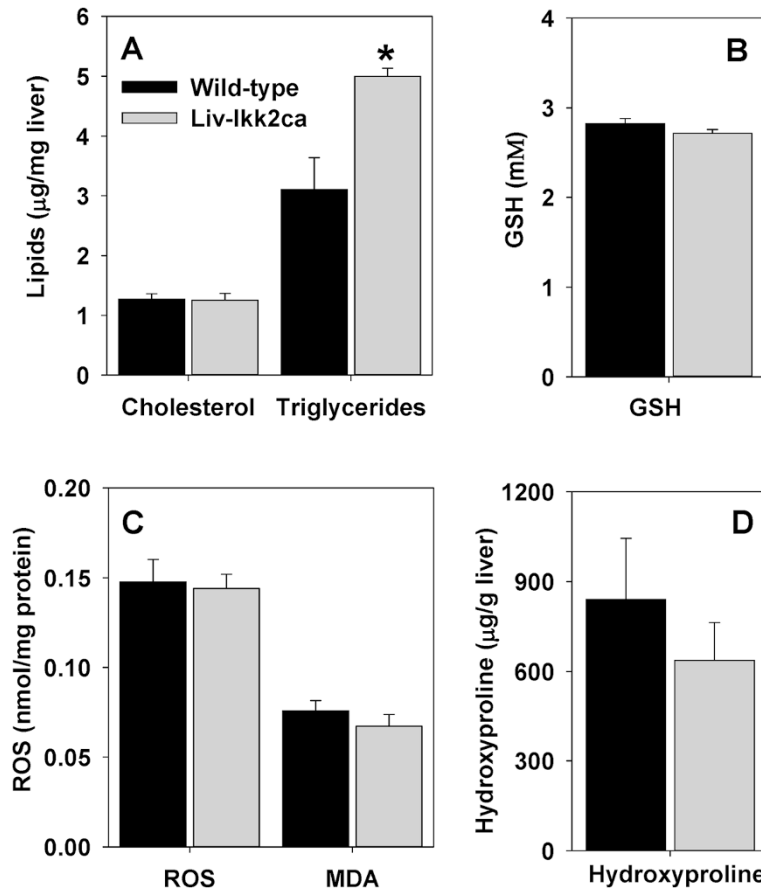 A
Wild-type
Liv-Ikk2ca
*
Lipids (μg/mg liver)
6
5
4
3
2
1
0
Cholesterol Triglycerides
B
GSH (mM)
4
3
2
1
0
GSH
C
ROS (nmol/mg protein)
0.20
0.15
0.10
0.05
0.00
ROS MDA
D
Hydroxyproline (μg/g liver)
1200
900
600
300
0
Hydroxyproline